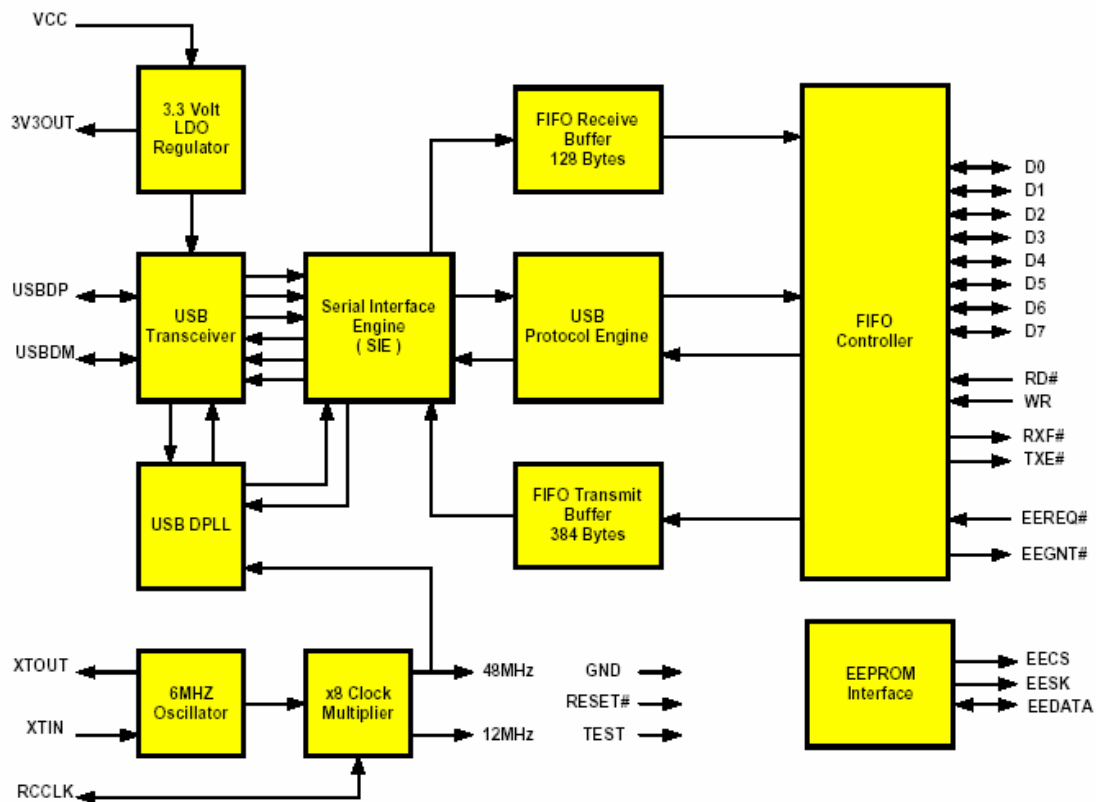 VCC
3.3 Volt
LDO
Regulator
3V3OUT
FIFO Receive
Buffer
128 Bytes
USBDP
USBDM
USB
Transceiver
Serial Interface
Engine
( SIE )
USB
Protocol Engine
FIFO
Controller
D0
D1
D2
D3
D4
D5
D6
D7
RD#
WR
RXF#
TXE#
EEREQ#
EEGNT#
USB DPLL
FIFO Transmit
Buffer
384 Bytes
XTOUT
XTIN
6MHZ
Oscillator
x8 Clock
Multiplier
48MHz
12MHz
GND
RESET#
TEST
EEPROM
Interface
EECS
EESK
EEDATA
RCCLK